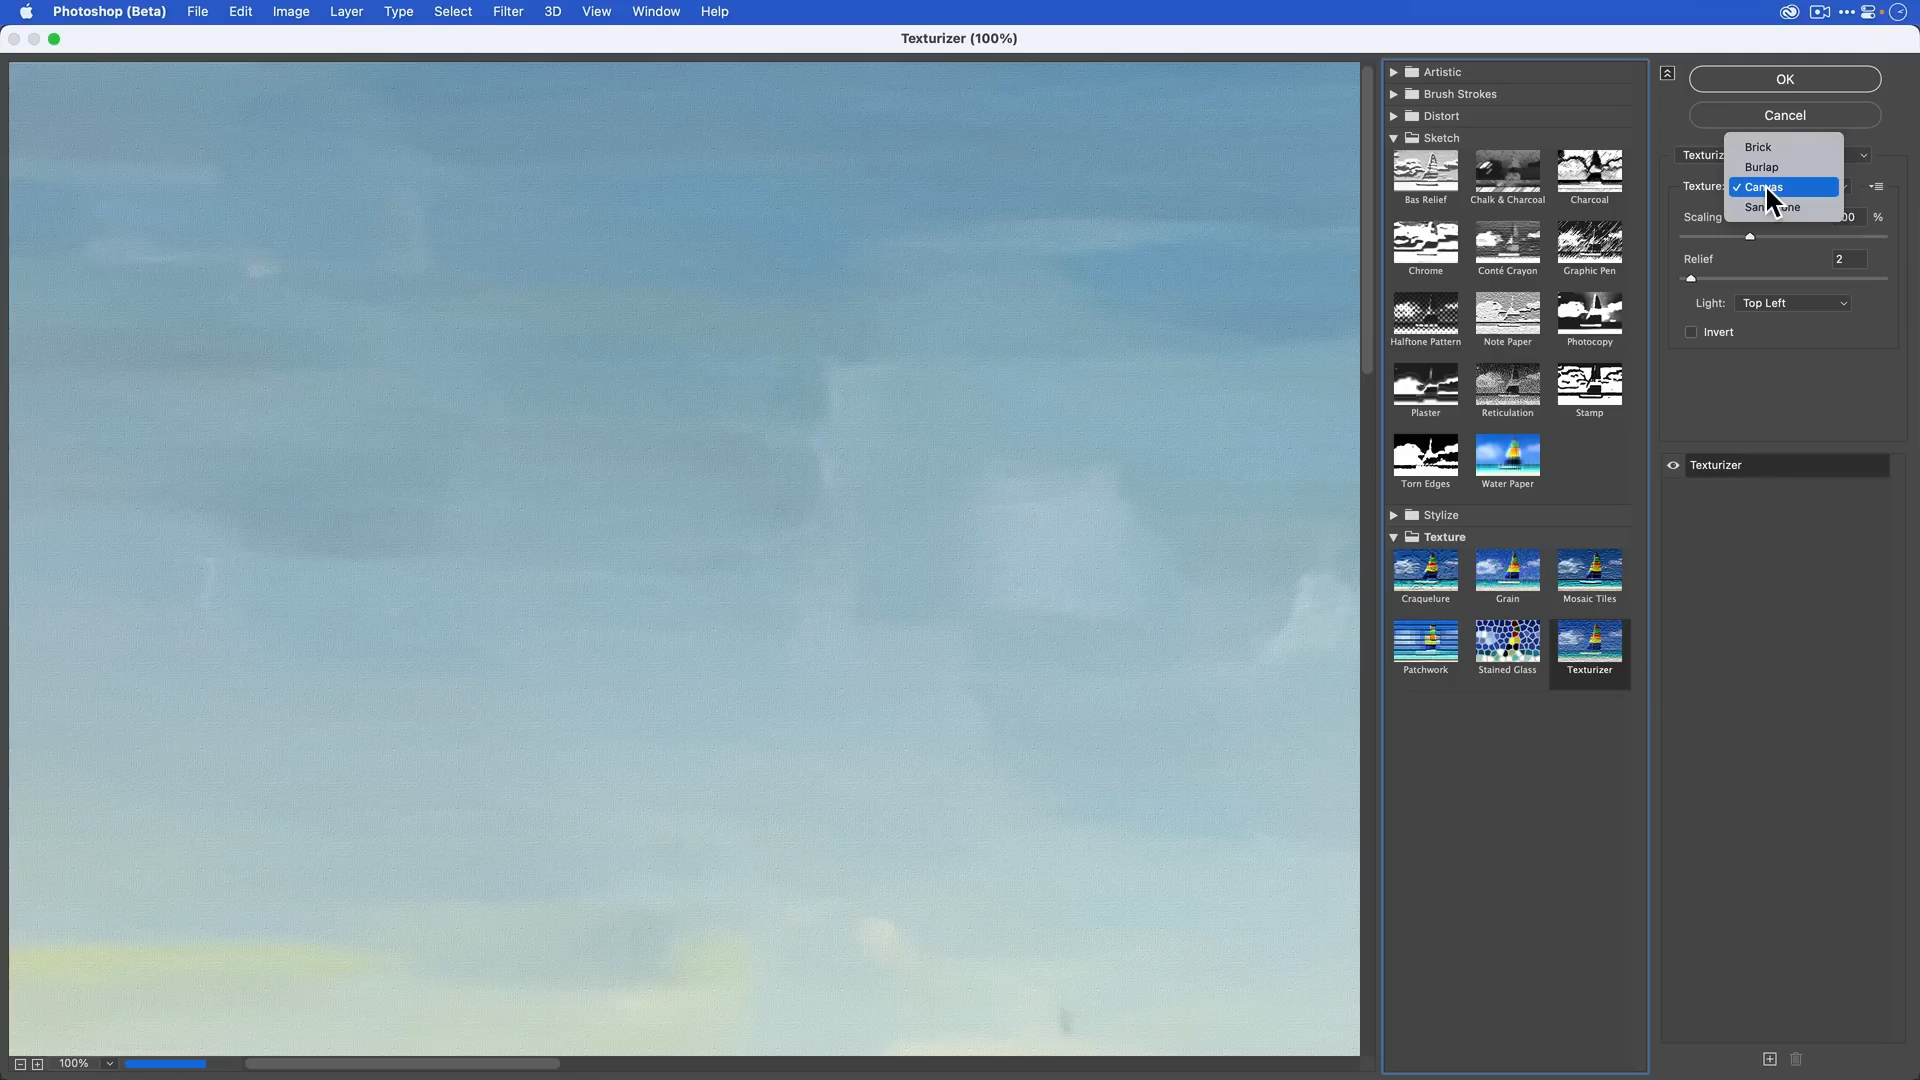 Photoshop (Beta) File Edit Image Layer Type Select Filter 3D View Window Help
Texturizer (100%)
Artistic
Brush Strokes
Distort
Sketch
Bas Relief Chalk & Charcoal Charcoal
Chrome Conté Crayon Graphic Pen
Halftone Pattern Note Paper Photocopy
Plaster Reticulation Stamp
Torn Edges Water Paper
Stylize
Texture
Craquelure Grain Mosaic Tiles
Patchwork Stained Glass Texturizer
OK
Cancel
Brick
Burlap
Canvas
Texture:
Scaling %
Relief 2
Light: Top Left
Invert
Texturizer
100%